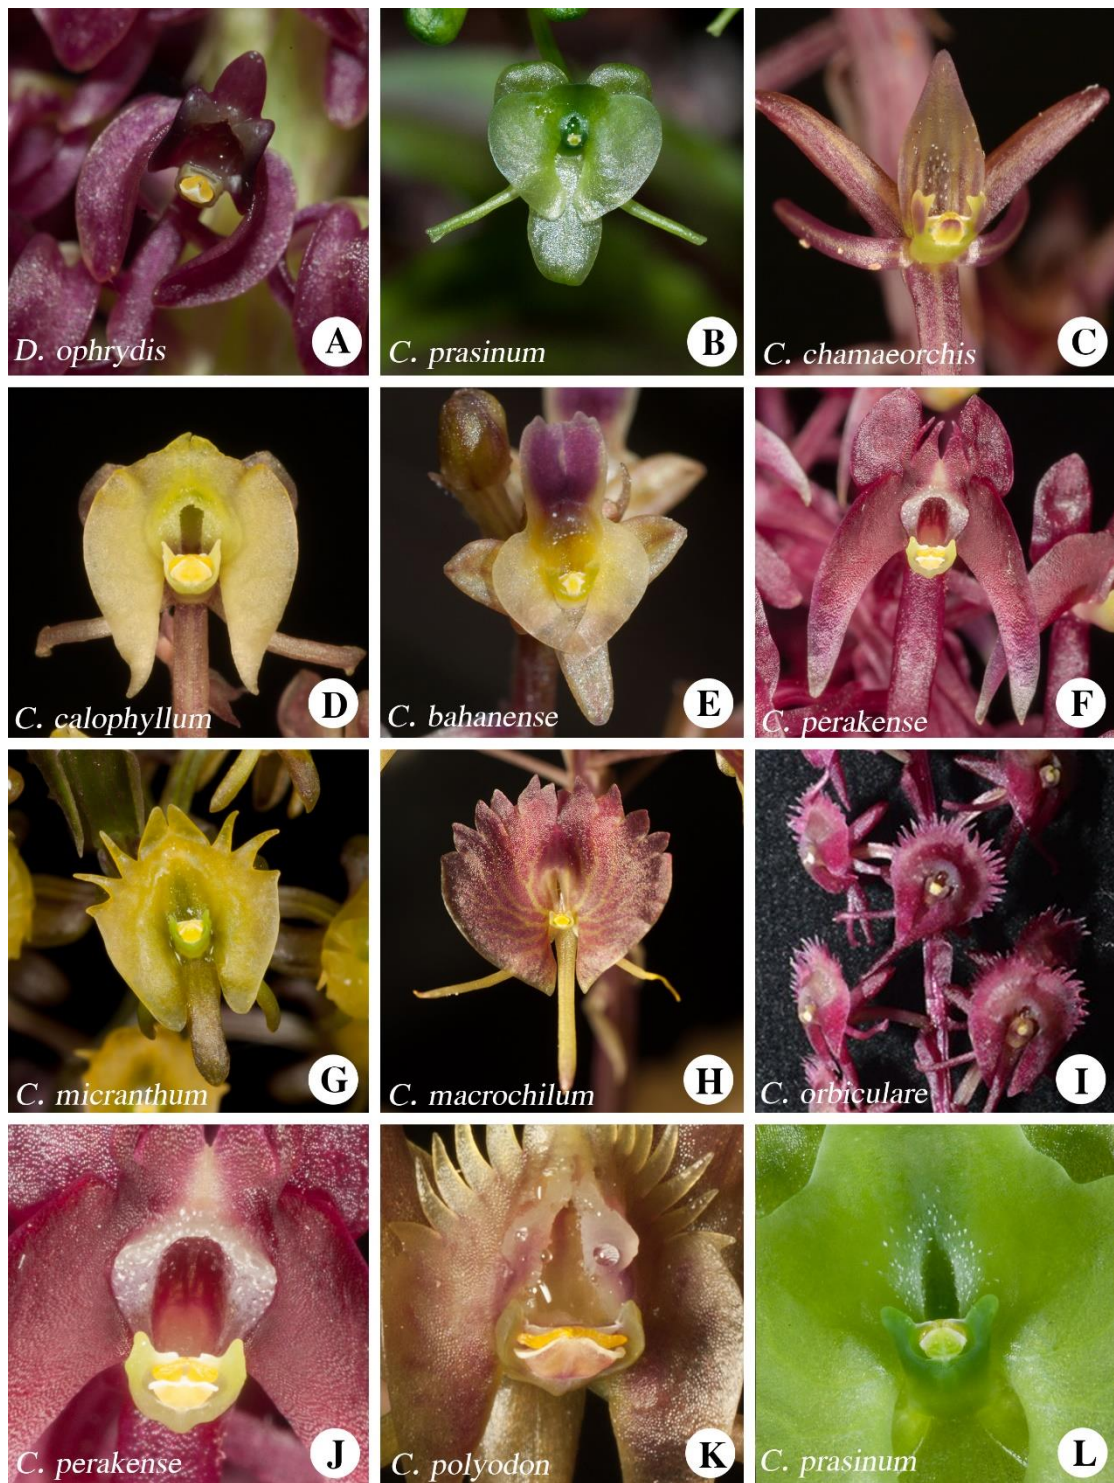 D. ophrydis A
C. prasinum B
C. chamaeorchis C
C. calophyllum D
C. bahanense E
C. perakense F
C. micranthum G
C. macrochilum H
C. orbiculare I
C. perakense J
C. polyodon K
C. prasinum L